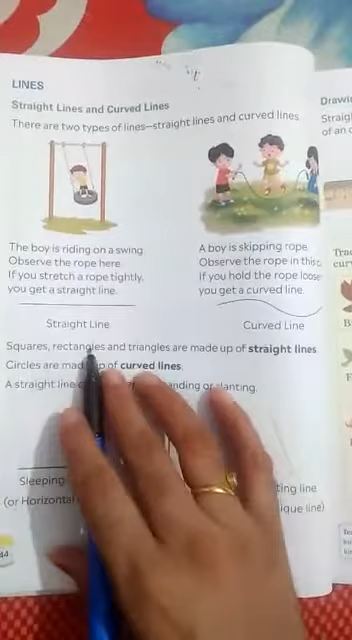 LINES
Straight Lines and Curved Lines
There are two types of lines—straight lines and curved lines.
The boy is riding on a swing.
Observe the rope here.
If you stretch a rope tightly,
you get a straight line.
A boy is skipping rope.
Observe the rope in this
If you hold the rope loose
you get a curved line.
Straight Line
Curved Line
Squares, rectangles and triangles are made up of straight lines.
Circles are made up of curved lines.
A straight line anding or slanting.
Sleeping
(or Horizontal
ting line
ique line)
44
Drawi
Straig
of an o
Trac
cur